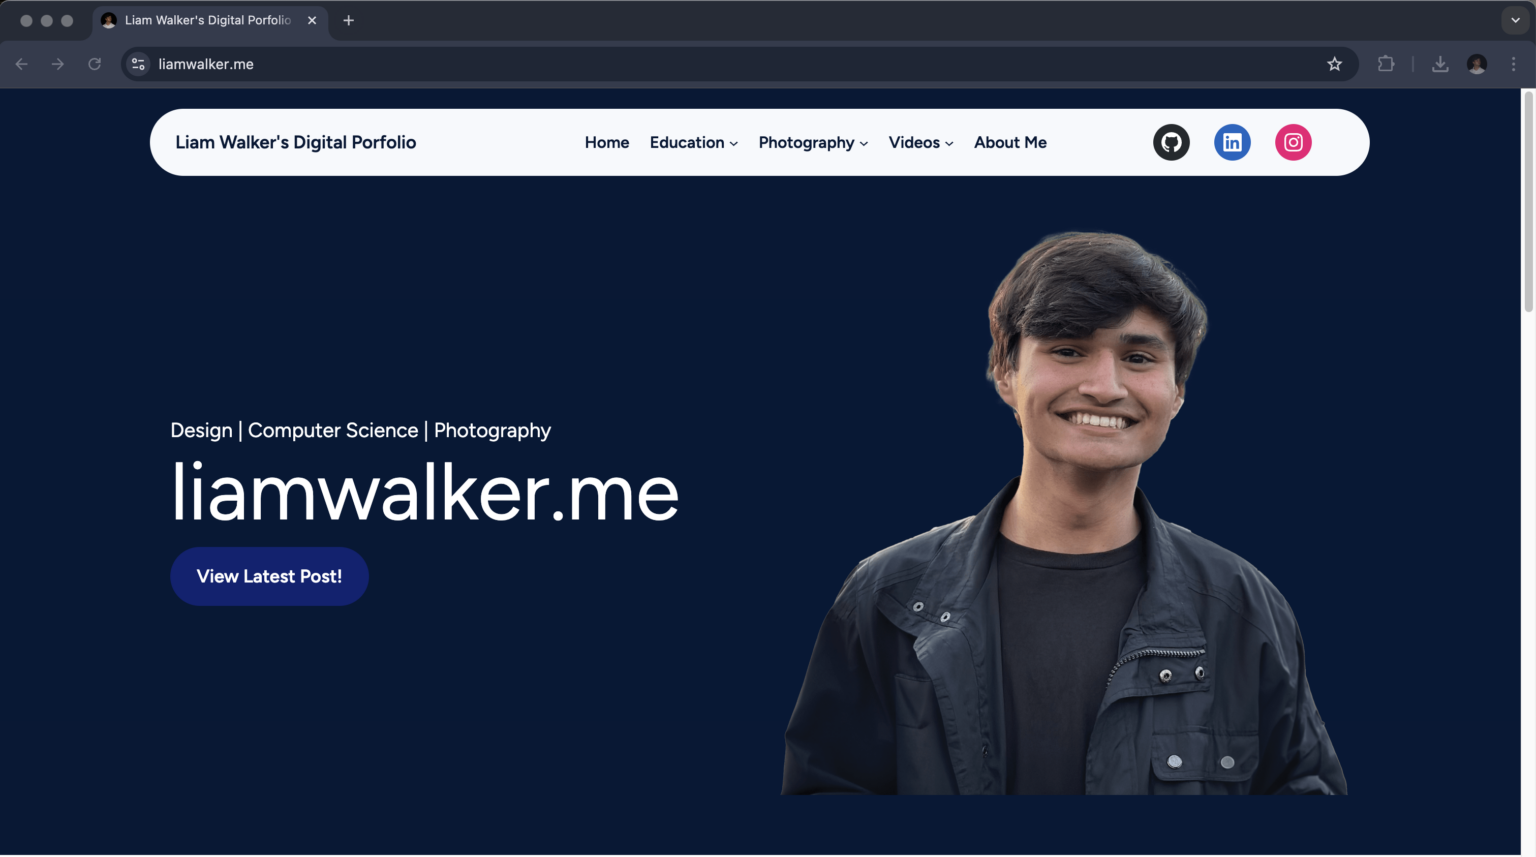 Liam Walker's Digital Porfolio
liamwalker.me
Liam Walker's Digital Porfolio
Home Education Photography Videos About Me
Design | Computer Science | Photography
liamwalker.me
View Latest Post!